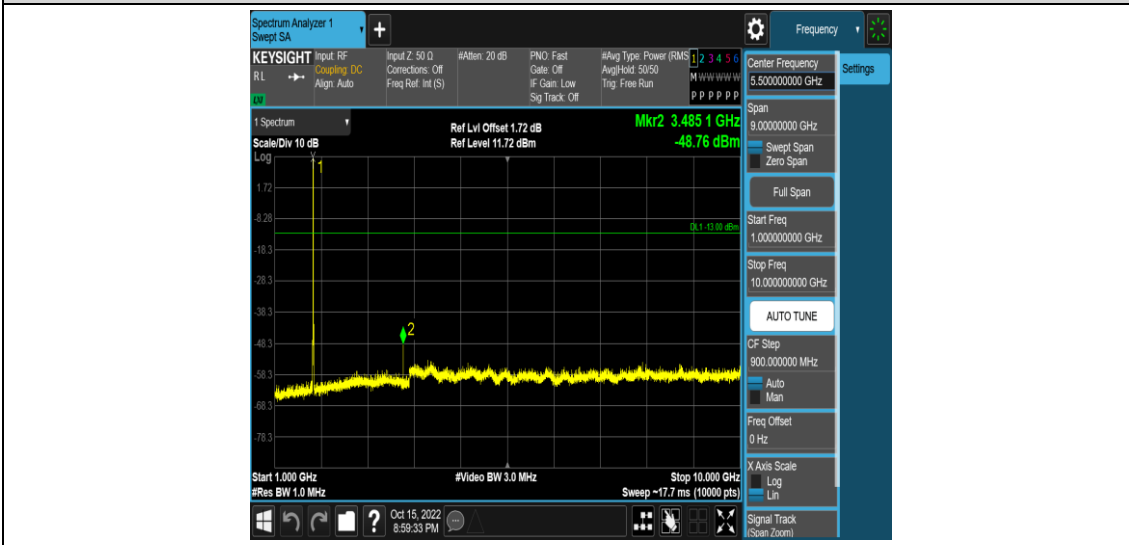 Spectrum Analyzer 1
Swept SA
+
Frequency
KEYSIGHT
Input: RF
Coupling: DC
Align: Auto
RL
LXI
Input Z: 50 Ω
Corrections: Off
Freq Ref: Int (S)
#Atten: 20 dB
PNO: Fast
Gate: Off
IF Gain: Low
Sig Track: Off
#Avg Type: Power (RMS
Avg|Hold: 50/50
Trig: Free Run
1 2 3 4 5 6
M W W W W W
P P P P P P
Center Frequency
5.500000000 GHz
Settings
Span
9.00000000 GHz
Swept Span
Zero Span
Full Span
Start Freq
1.000000000 GHz
Stop Freq
10.000000000 GHz
AUTO TUNE
CF Step
900.000000 MHz
Auto
Man
Freq Offset
0 Hz
X Axis Scale
Log
Lin
Signal Track
(Span Zoom)
1 Spectrum
Scale/Div 10 dB
Log
Ref Lvl Offset 1.72 dB
Ref Level 11.72 dBm
Mkr2 3.485 1 GHz
-48.76 dBm
1
1.72
-8.28
DL1 -13.00 dBm
-18.3
-28.3
-38.3
2
-48.3
-58.3
-68.3
-78.3
Start 1.000 GHz
#Res BW 1.0 MHz
#Video BW 3.0 MHz
Stop 10.000 GHz
Sweep ~17.7 ms (10000 pts)
?
Oct 15, 2022
8:59:33 PM